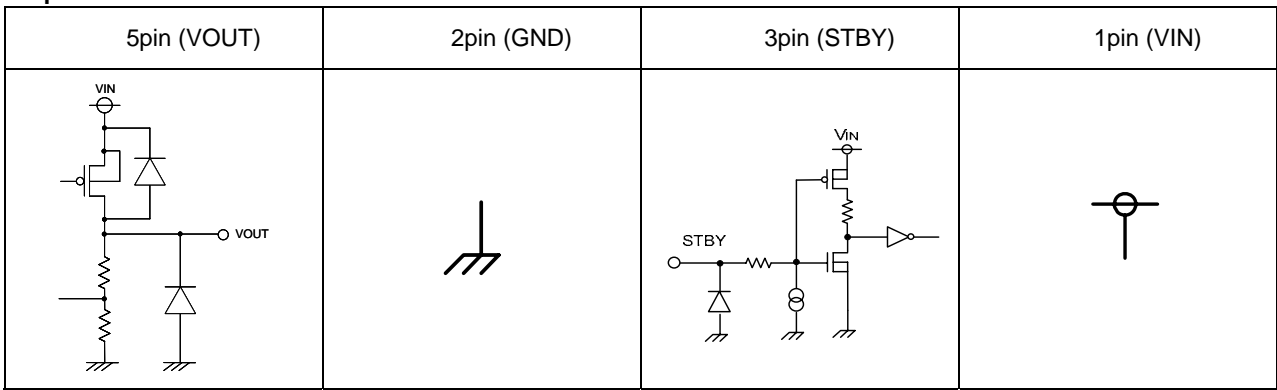 5pin (VOUT) 2pin (GND) 3pin (STBY) 1pin (VIN)
VIN
VOUT
VIN
STBY